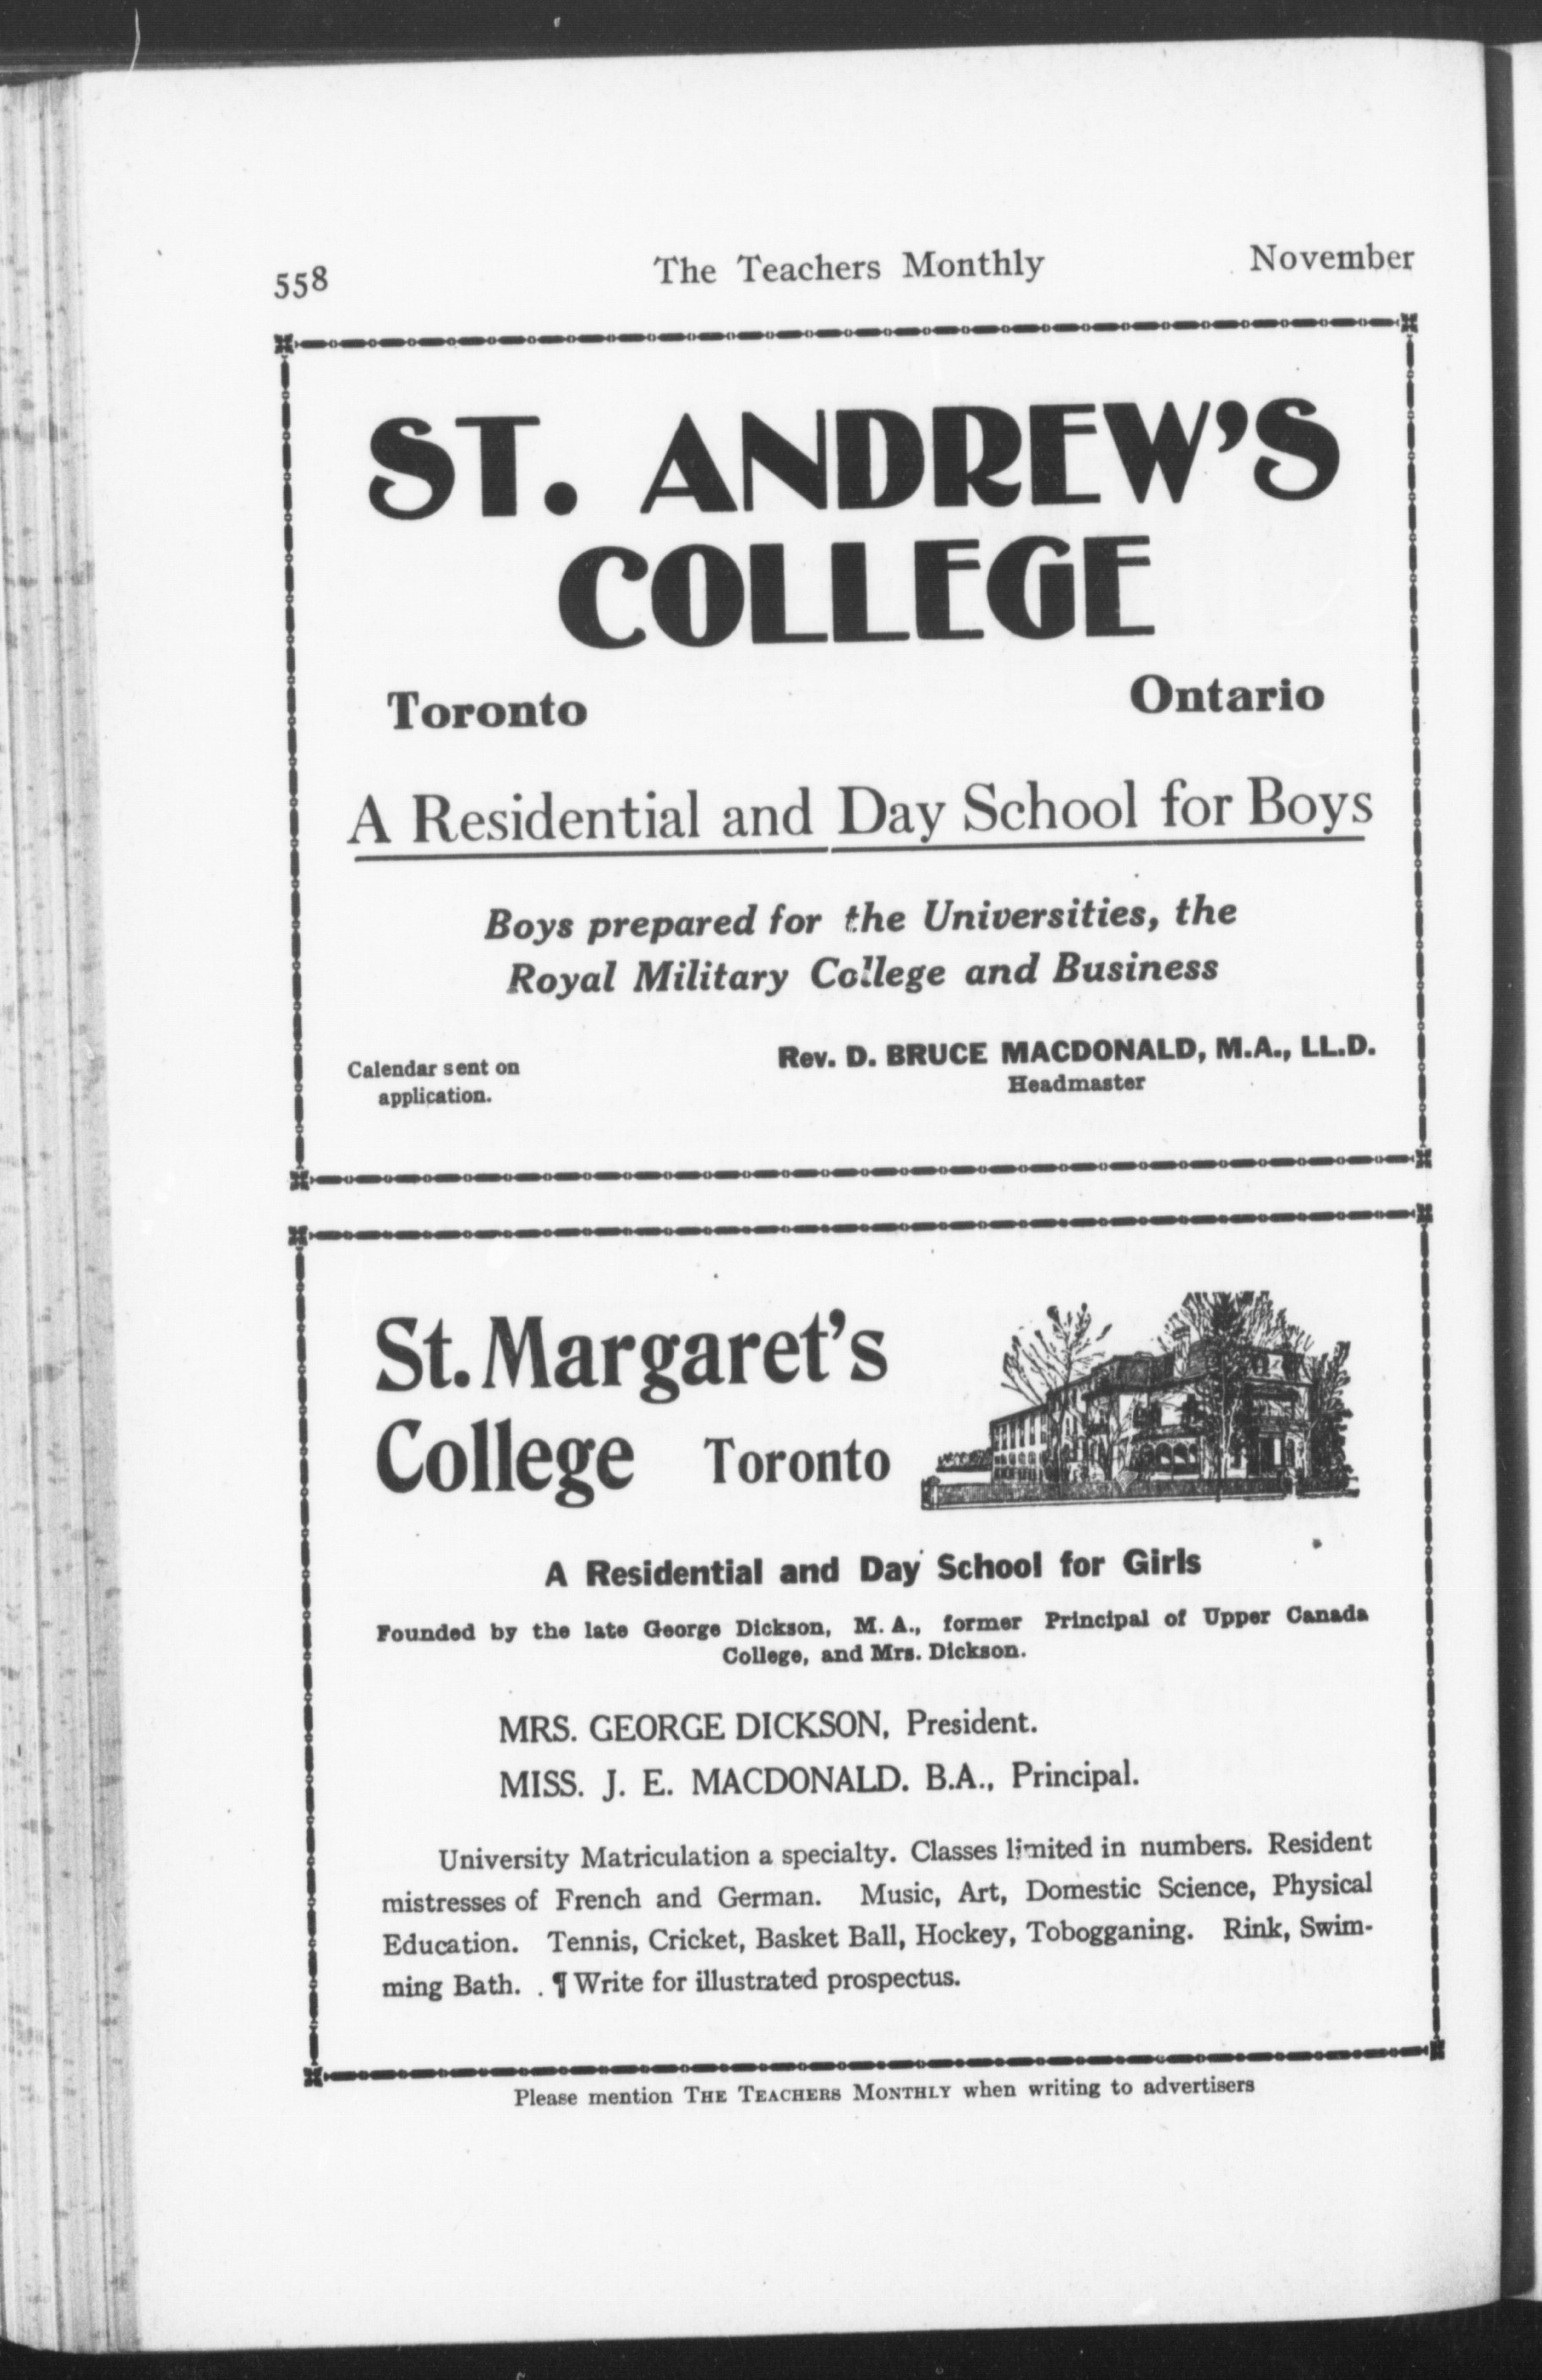 558 The Teachers Monthly November
ST. ANDREW'S
COLLEGE
Toronto Ontario
A Residential and Day School for Boys
Boys prepared for the Universities, the
Royal Military College and Business
Calendar sent on
application.
Rev. D. BRUCE MACDONALD, M.A., LL.D.
Headmaster
St. Margaret's
College Toronto
A Residential and Day School for Girls
Founded by the late George Dickson, M. A., former Principal of Upper Canada
College, and Mrs. Dickson.
MRS. GEORGE DICKSON, President.
MISS. J. E. MACDONALD. B.A., Principal.
University Matriculation a specialty. Classes limited in numbers. Resident
mistresses of French and German. Music, Art, Domestic Science, Physical
Education. Tennis, Cricket, Basket Ball, Hockey, Tobogganing. Rink, Swim-
ming Bath. . ¶ Write for illustrated prospectus.
Please mention THE TEACHERS MONTHLY when writing to advertisers